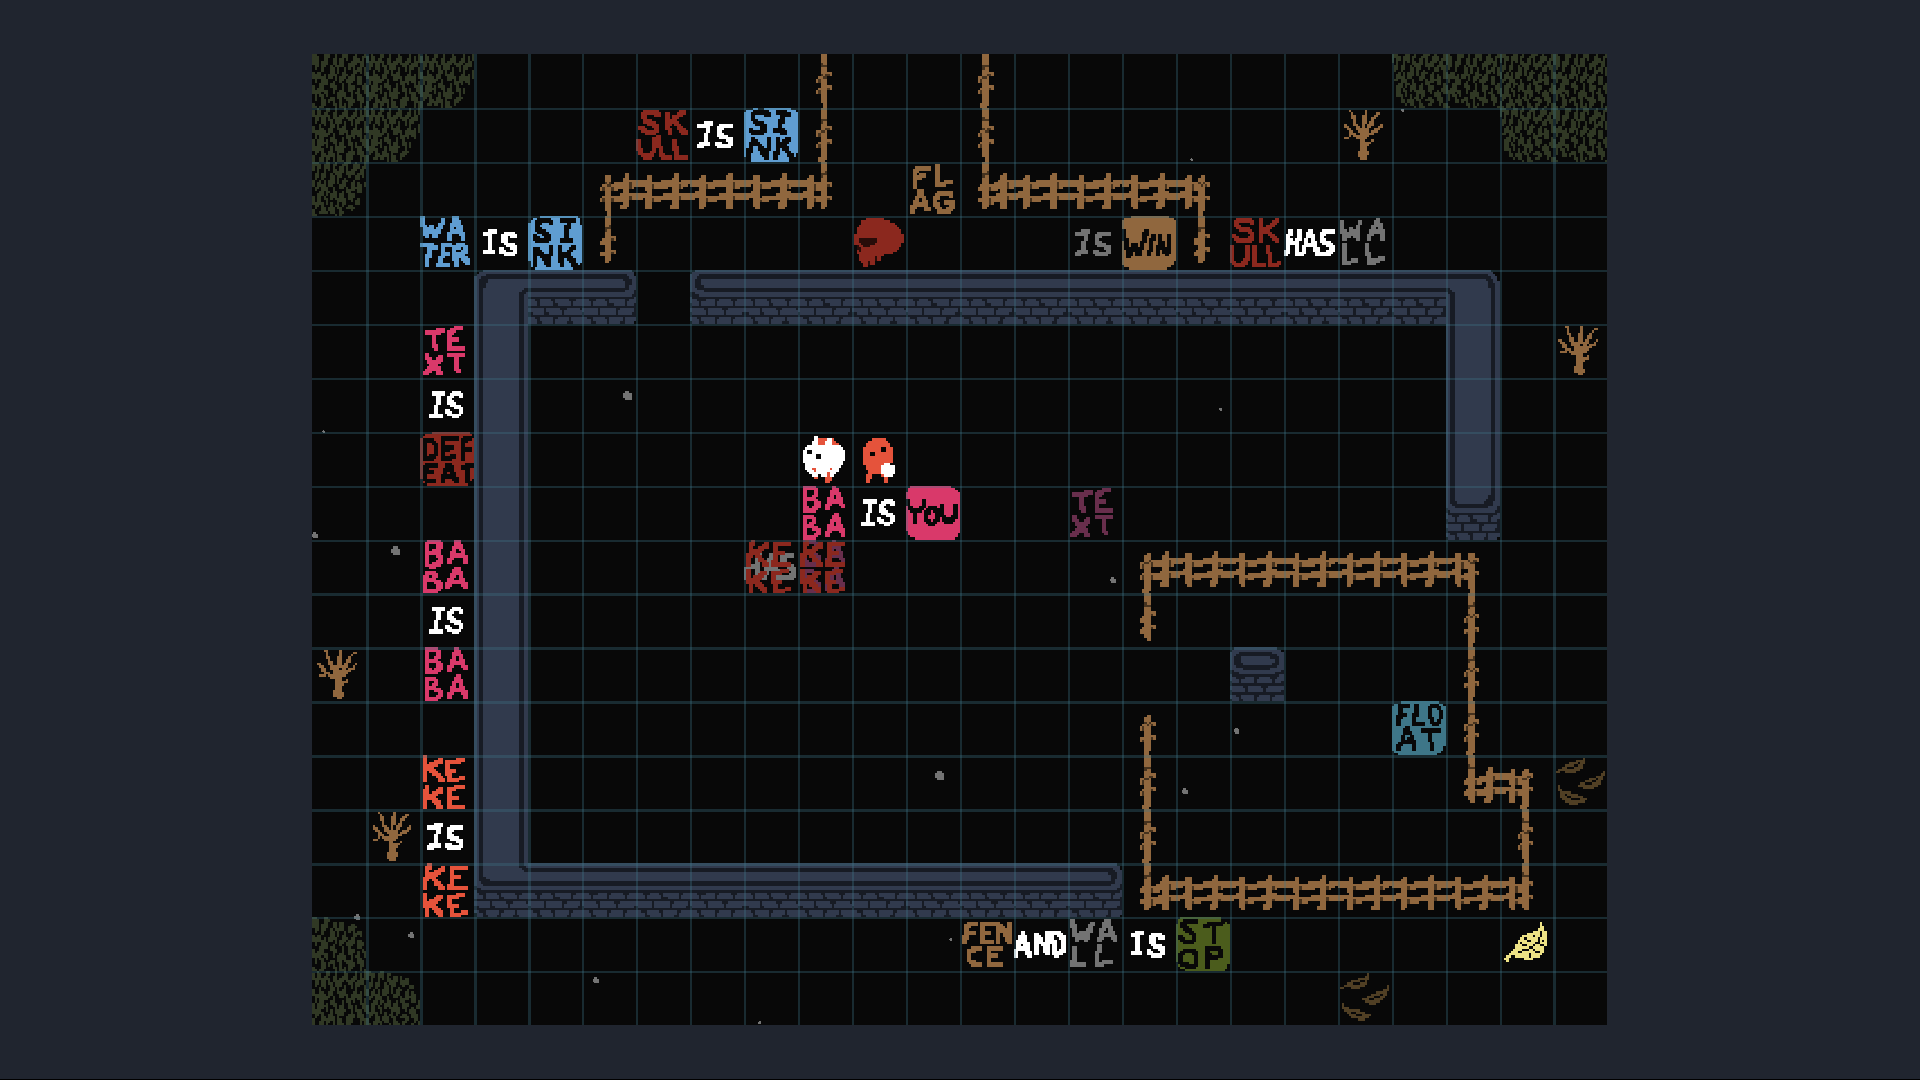 SKULL IS SINK
FLAG
WATER IS SINK
IS WIN
SKULL HAS WALL
TEXT
IS
DEFEAT
BABA IS YOU
TEXT
KEKE
BABA
IS
BABA
FLOAT
KEKE
IS
KEKE
FENCE AND WALL IS STOP